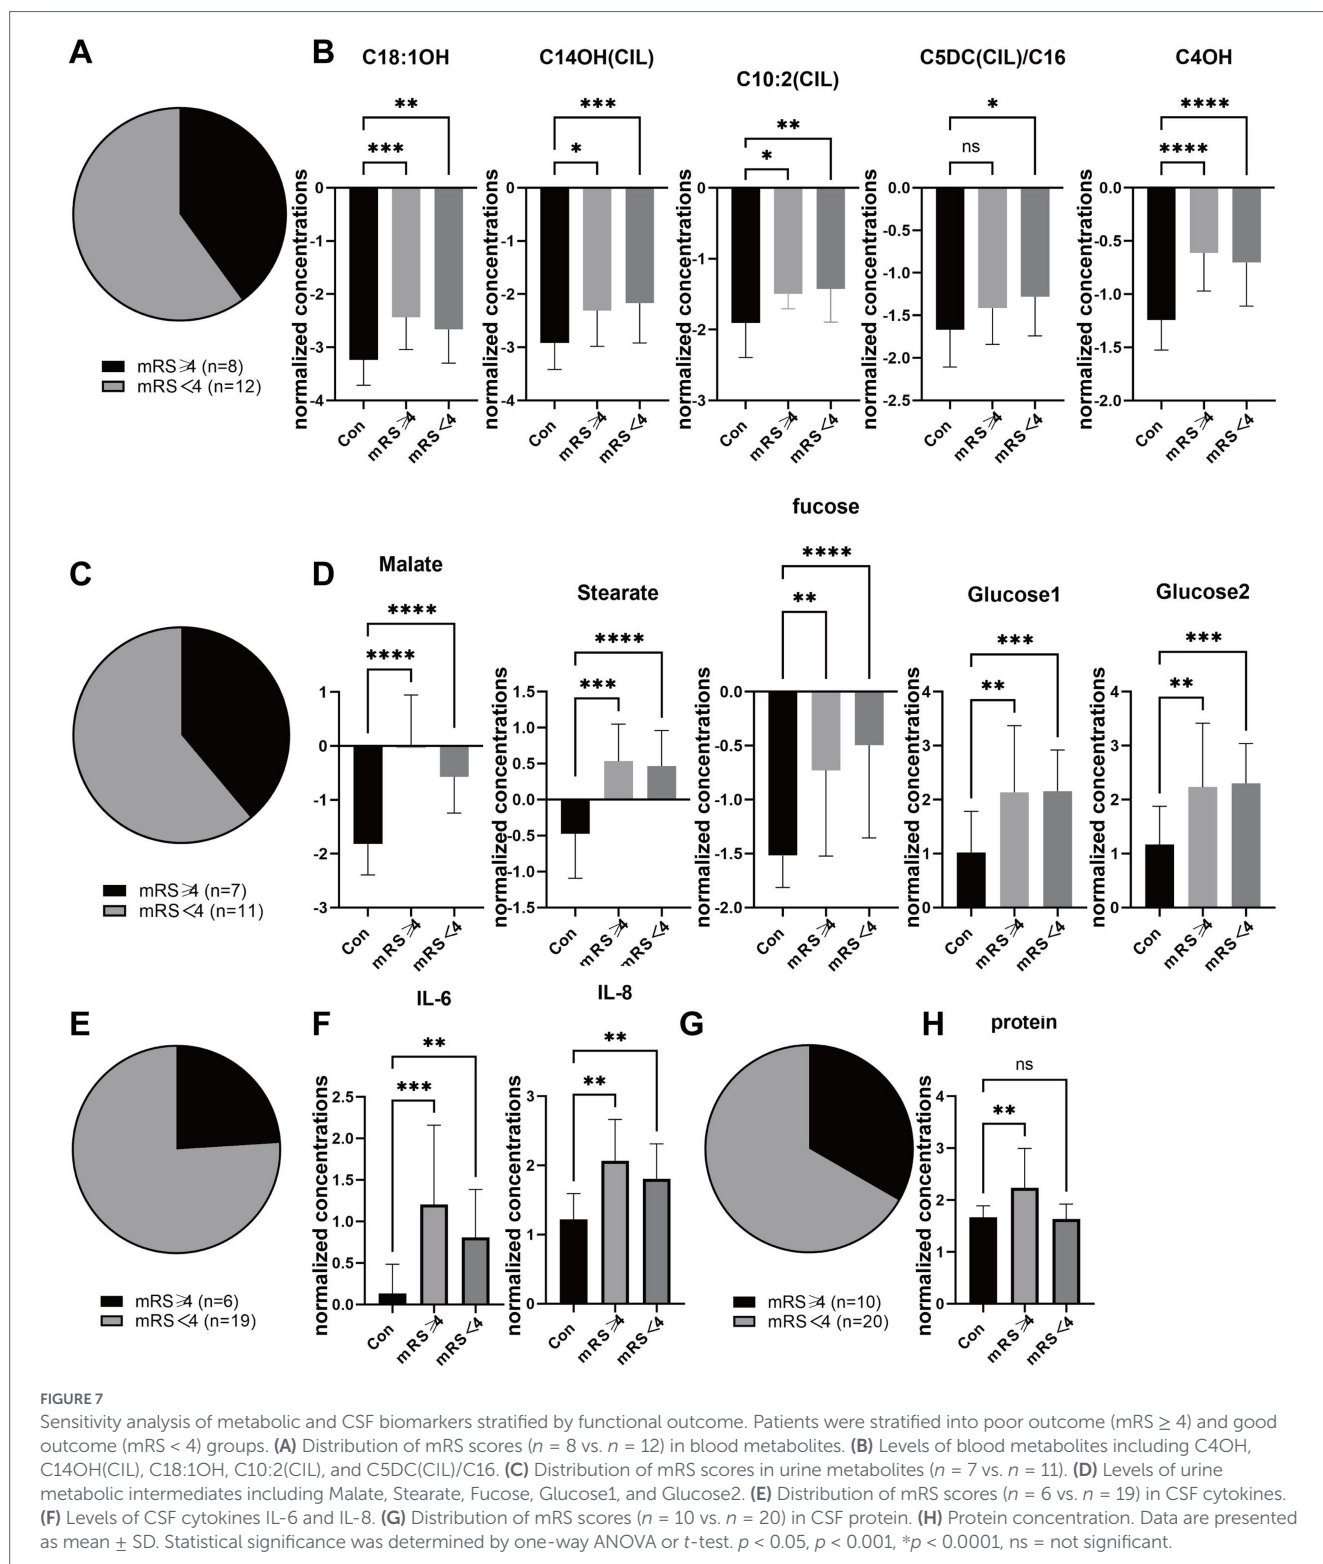 A
mRS⩾4 (n=8)
mRS<4 (n=12)
B
C18:1OH
**
***
normalized concentrations
0
-1
-2
-3
-4
Con
mRS⩾4
mRS<4
C14OH(CIL)
***
*
normalized concentrations
0
-1
-2
-3
-4
Con
mRS⩾4
mRS<4
C10:2(CIL)
**
*
normalized concentrations
0
-1
-2
-3
Con
mRS⩾4
mRS<4
C5DC(CIL)/C16
*
ns
normalized concentrations
0.0
-0.5
-1.0
-1.5
-2.0
-2.5
Con
mRS⩾4
mRS<4
C4OH
****
****
normalized concentrations
0.0
-0.5
-1.0
-1.5
-2.0
Con
mRS⩾4
mRS<4
C
mRS⩾4 (n=7)
mRS<4 (n=11)
D
Malate
****
****
normalized concentrations
1
0
-1
-2
-3
Con
mRS⩾4
mRS<4
Stearate
****
***
normalized concentrations
1.5
1.0
0.5
0.0
-0.5
-1.0
-1.5
Con
mRS⩾4
mRS<4
fucose
****
**
normalized concentrations
0.0
-0.5
-1.0
-1.5
-2.0
Con
mRS⩾4
mRS<4
Glucose1
***
**
normalized concentrations
4
3
2
1
0
Con
mRS⩾4
mRS<4
Glucose2
***
**
normalized concentrations
4
3
2
1
0
Con
mRS⩾4
mRS<4
E
mRS⩾4 (n=6)
mRS<4 (n=19)
F
IL-6
**
***
normalized concentrations
2.5
2.0
1.5
1.0
0.5
0.0
Con
mRS⩾4
mRS<4
IL-8
**
**
normalized concentrations
3
2
1
0
Con
mRS⩾4
mRS<4
G
mRS⩾4 (n=10)
mRS<4 (n=20)
H
protein
ns
**
normalized concentrations
4
3
2
1
0
Con
mRS⩾4
mRS<4
FIGURE 7
Sensitivity analysis of metabolic and CSF biomarkers stratified by functional outcome. Patients were stratified into poor outcome (mRS ≥ 4) and good
outcome (mRS < 4) groups. (A) Distribution of mRS scores (n = 8 vs. n = 12) in blood metabolites. (B) Levels of blood metabolites including C4OH,
C14OH(CIL), C18:1OH, C10:2(CIL), and C5DC(CIL)/C16. (C) Distribution of mRS scores in urine metabolites (n = 7 vs. n = 11). (D) Levels of urine
metabolic intermediates including Malate, Stearate, Fucose, Glucose1, and Glucose2. (E) Distribution of mRS scores (n = 6 vs. n = 19) in CSF cytokines.
(F) Levels of CSF cytokines IL-6 and IL-8. (G) Distribution of mRS scores (n = 10 vs. n = 20) in CSF protein. (H) Protein concentration. Data are presented
as mean ± SD. Statistical significance was determined by one-way ANOVA or t-test. p < 0.05, p < 0.001, *p < 0.0001, ns = not significant.